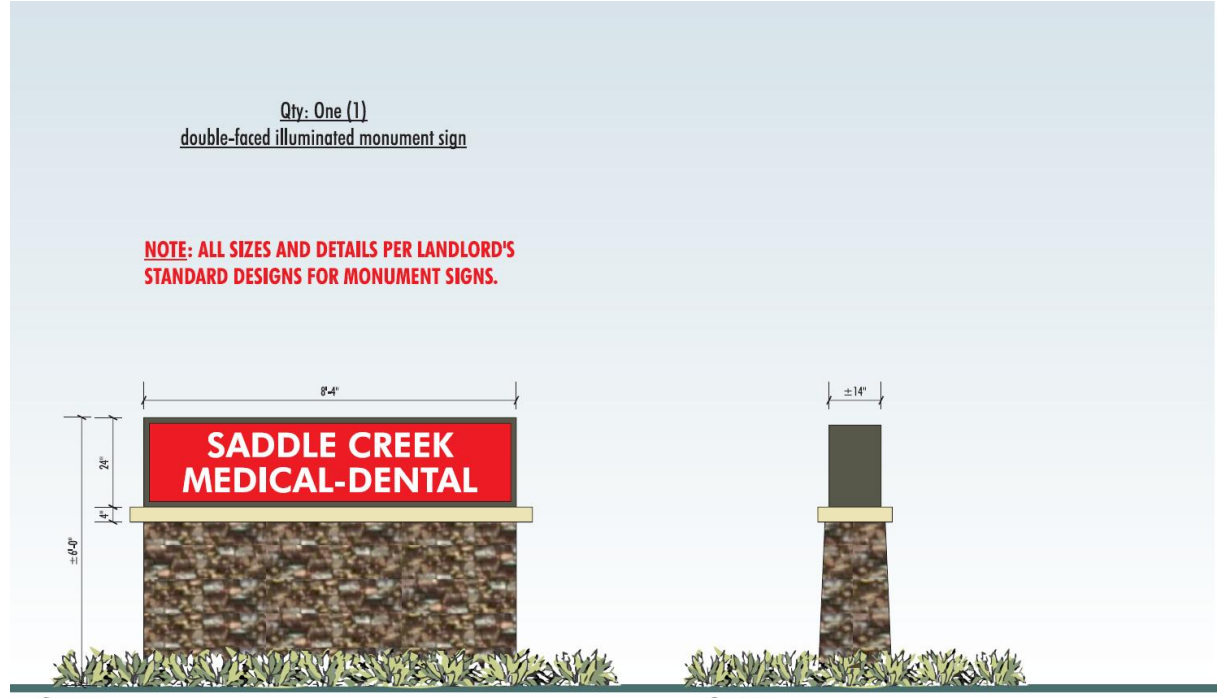 Qty: One (1)
double-faced illuminated monument sign
NOTE: ALL SIZES AND DETAILS PER LANDLORD'S
STANDARD DESIGNS FOR MONUMENT SIGNS.
8'-4"
±14"
SADDLE CREEK
MEDICAL-DENTAL
24"
4"
±6'-0"